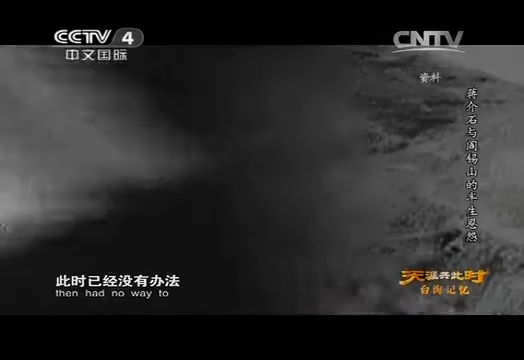 CCTV 4
中文国际
CNTV
资料
蒋介石与阎锡山的半生恩怨
此时已经没有办法
then had no way to
天涯共此时
台海记忆